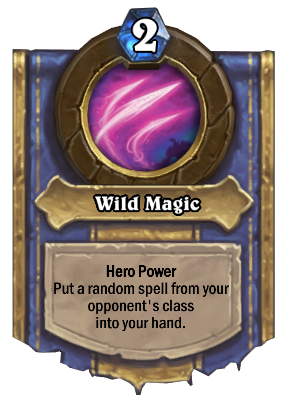 2
Wild Magic
Hero Power
Put a random spell from your
opponent's class
into your hand.